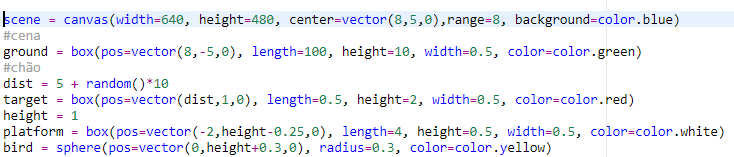 scene = canvas(width=640, height=480, center=vector(8,5,0),range=8, background=color.blue)
#cena
ground = box(pos=vector(8,-5,0), length=100, height=10, width=0.5, color=color.green)
#chão
dist = 5 + random()*10
target = box(pos=vector(dist,1,0), length=0.5, height=2, width=0.5, color=color.red)
height = 1
platform = box(pos=vector(-2,height-0.25,0), length=4, height=0.5, width=0.5, color=color.white)
bird = sphere(pos=vector(0,height+0.3,0), radius=0.3, color=color.yellow)